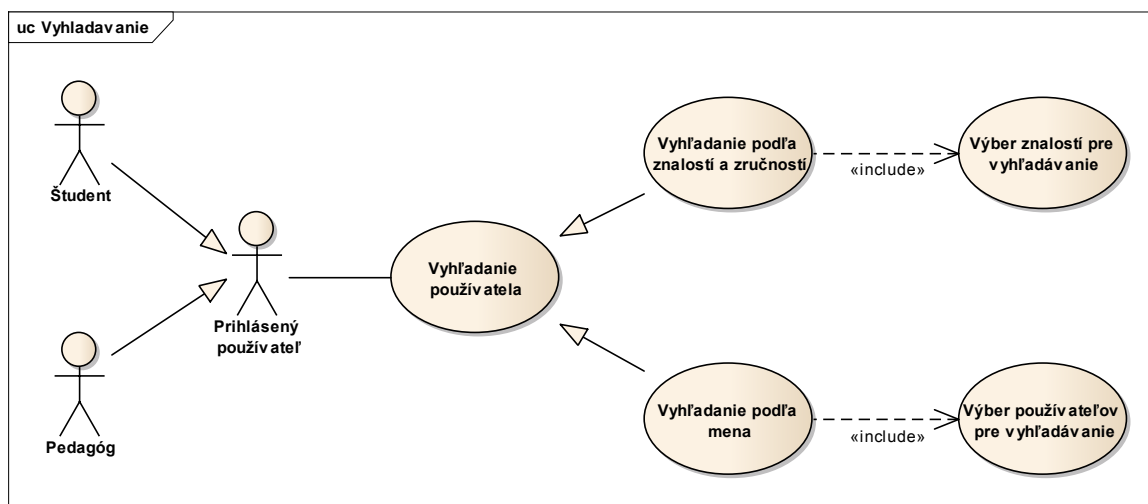 uc Vyhladavanie
Študent
Pedagóg
Prihlásený
používateľ
Vyhľadanie
používatela
Vyhľadanie podľa
znalostí a zručností
«include»
Výber znalostí pre
vyhľadávanie
Vyhľadanie podľa
mena
«include»
Výber používateľov
pre vyhľadávanie